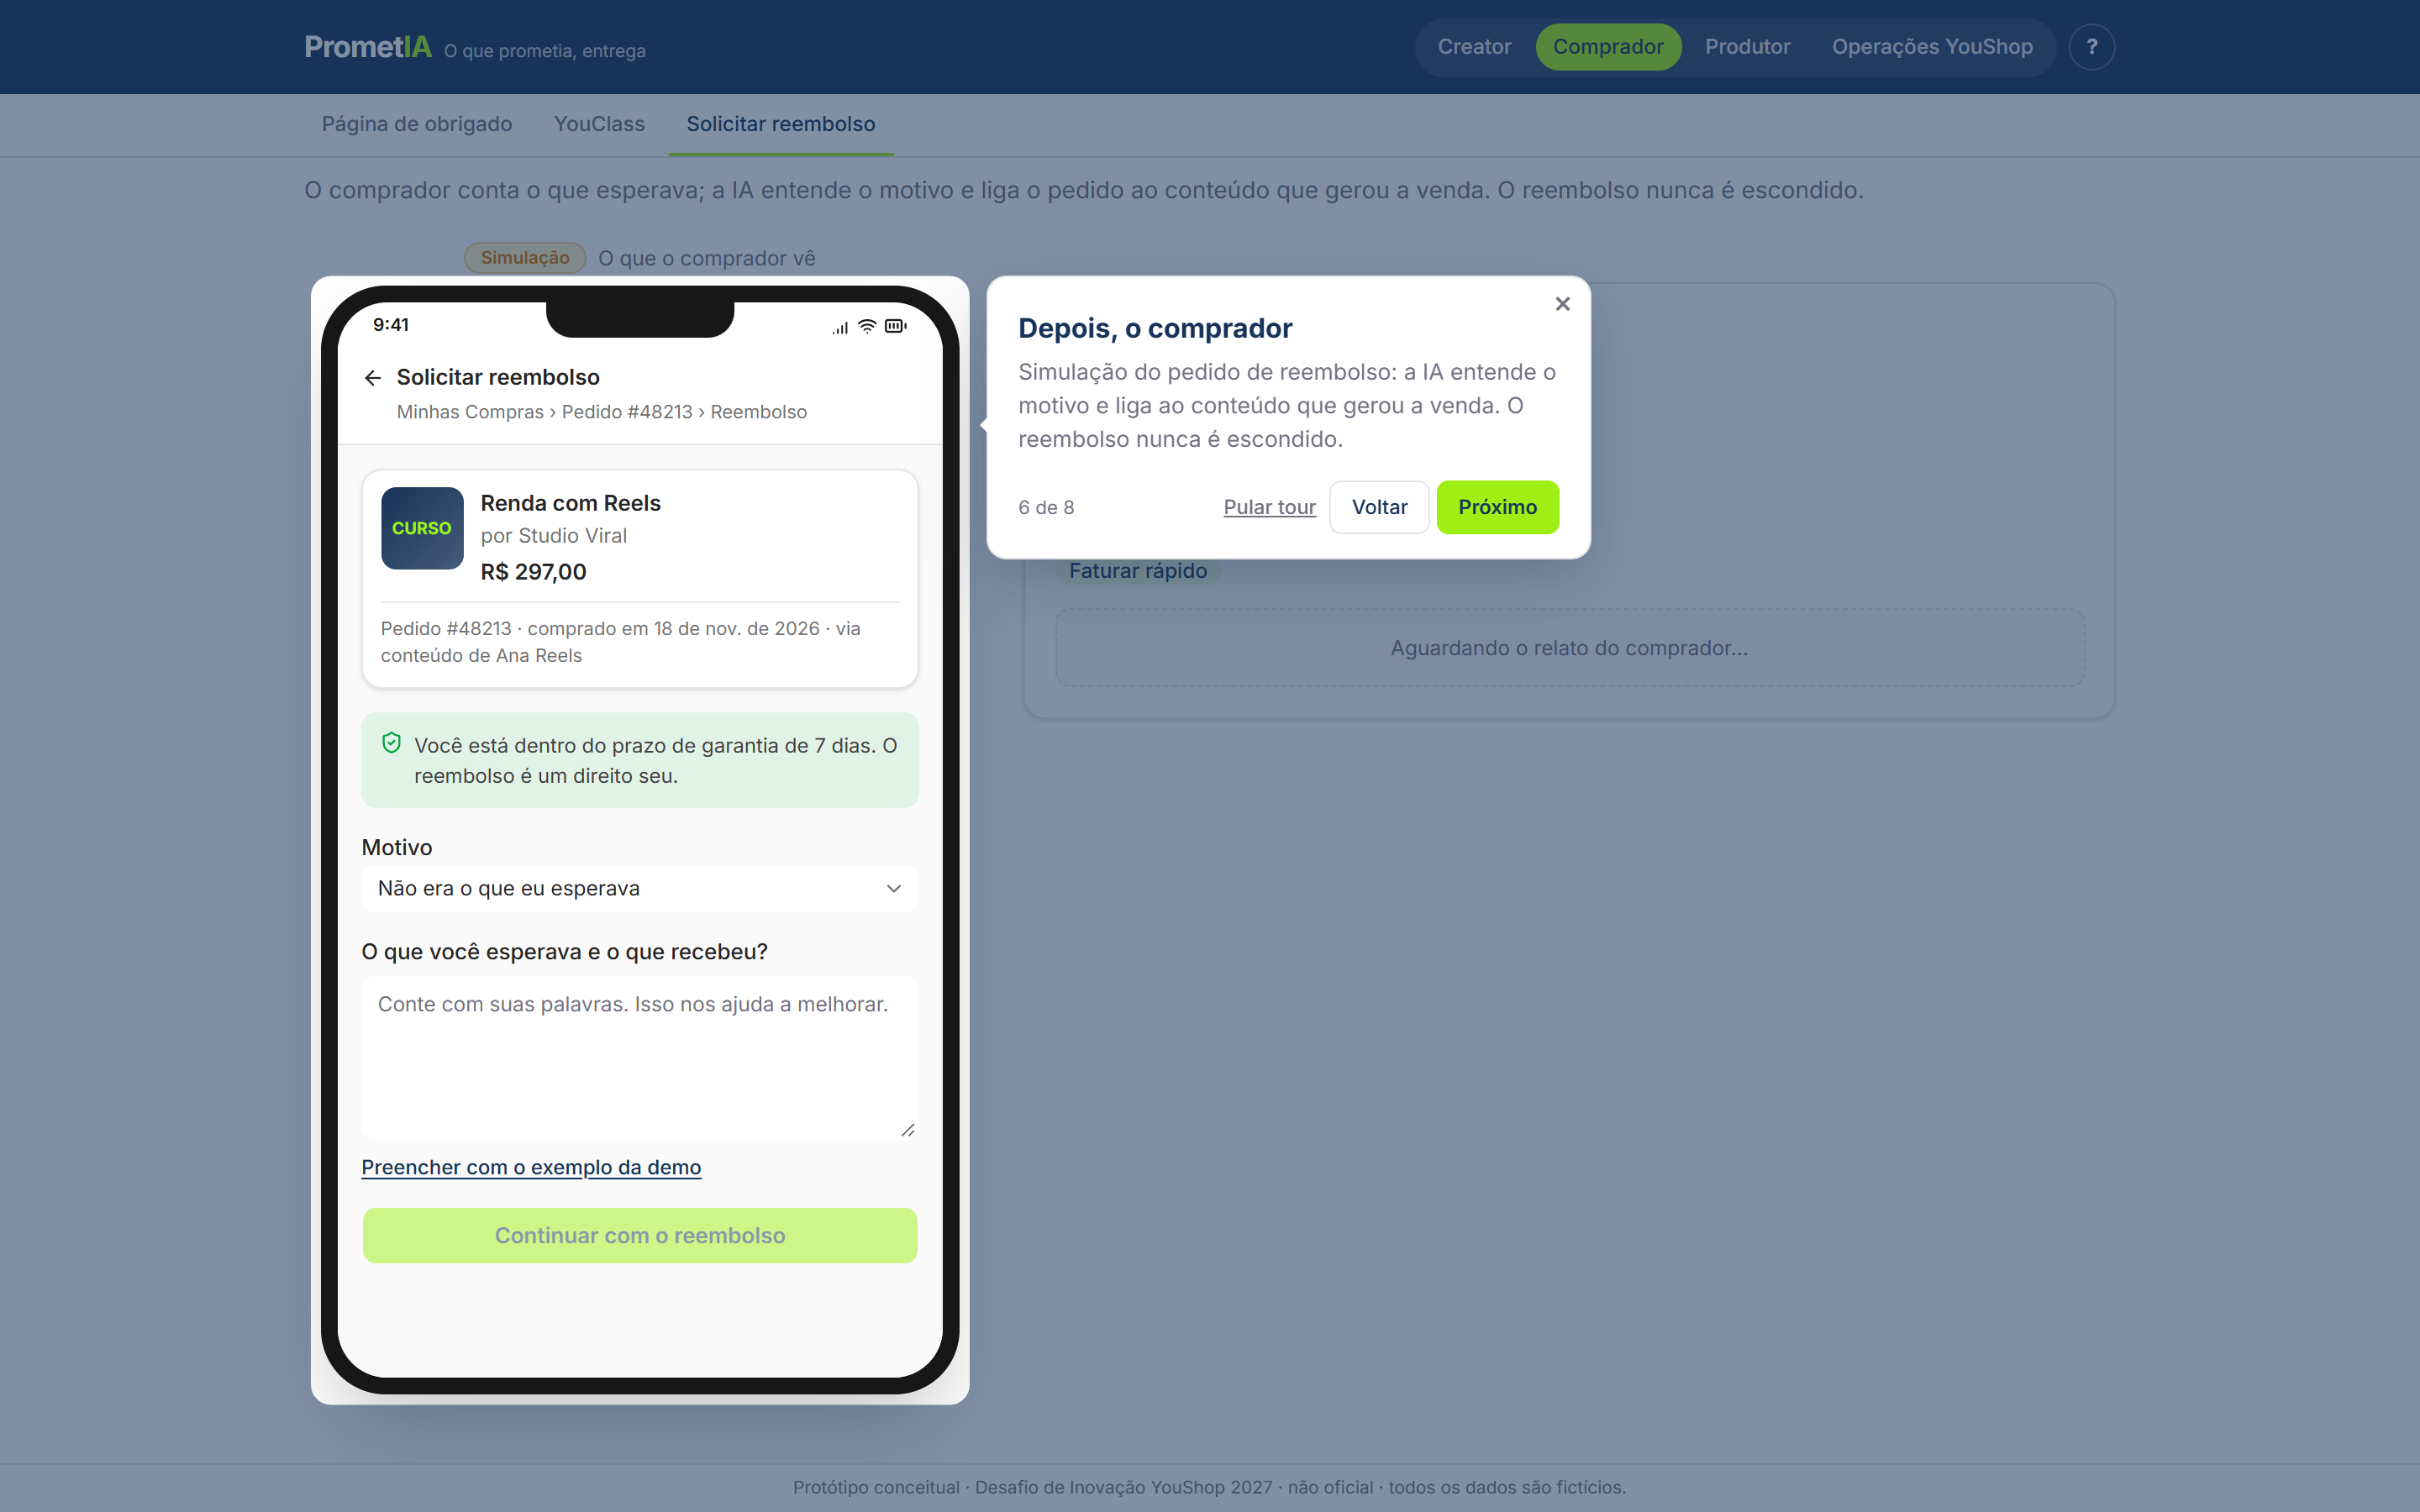 PrometIA O que prometia, entrega
Creator Comprador Produtor Operações YouShop ?
Página de obrigado YouClass Solicitar reembolso
O comprador conta o que esperava; a IA entende o motivo e liga o pedido ao conteúdo que gerou a venda. O reembolso nunca é escondido.
Simulação O que o comprador vê
9:41
Solicitar reembolso
Minhas Compras › Pedido #48213 › Reembolso
CURSO
Renda com Reels
por Studio Viral
R$ 297,00
Pedido #48213 · comprado em 18 de nov. de 2026 · via
conteúdo de Ana Reels
Você está dentro do prazo de garantia de 7 dias. O
reembolso é um direito seu.
Motivo
Não era o que eu esperava
O que você esperava e o que recebeu?
Conte com suas palavras. Isso nos ajuda a melhorar.
Preencher com o exemplo da demo
Continuar com o reembolso
Depois, o comprador
Simulação do pedido de reembolso: a IA entende o
motivo e liga ao conteúdo que gerou a venda. O
reembolso nunca é escondido.
6 de 8 Pular tour Voltar Próximo
Faturar rápido
Aguardando o relato do comprador...
Protótipo conceitual · Desafio de Inovação YouShop 2027 · não oficial · todos os dados são fictícios.